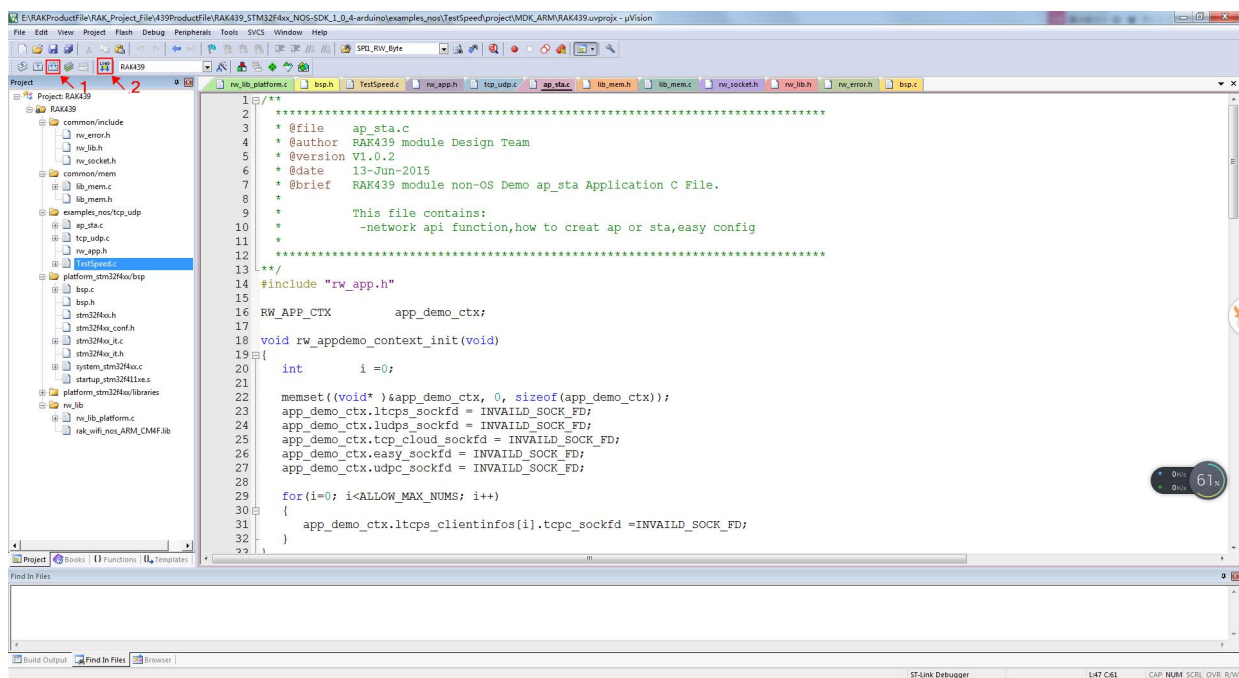 E:\RAKProductFile\RAK_Project_File\439ProductFile\RAK439_STM32F4xx_NOS-SDK_1_0_4-arduino\examples_nos\TestSpeed\project\MDK_ARM\RAK439.uvprojx - µVision
File Edit View Project Flash Debug Peripherals Tools SVCS Window Help
SPI1_RW_Byte
LOAD RAK439
1 2
Project
rw_lib_platform.c bsp.h TestSpeed.c rw_app.h tcp_udp.c ap_sta.c lib_mem.h lib_mem.c rw_socket.h rw_lib.h rw_error.h bsp.c
Project: RAK439
RAK439
common/include
rw_error.h
rw_lib.h
rw_socket.h
common/mem
lib_mem.c
lib_mem.h
examples_nos/tcp_udp
ap_sta.c
tcp_udp.c
rw_app.h
TestSpeed.c
platform_stm32f4xx/bsp
bsp.c
bsp.h
stm32f4xx.h
stm32f4xx_conf.h
stm32f4xx_it.c
stm32f4xx_it.h
system_stm32f4xx.c
startup_stm32f411xe.s
platform_stm32f4xx/libraries
rw_lib
rw_lib_platform.c
rak_wifi_nos_ARM_CM4F.lib
Project Books {} Functions Templates
1 /**
2 ******************************************************************************
3 * @file ap_sta.c
4 * @author RAK439 module Design Team
5 * @version V1.0.2
6 * @date 13-Jun-2015
7 * @brief RAK439 module non-OS Demo ap_sta Application C File.
8 *
9 * This file contains:
10 * -network api function,how to creat ap or sta,easy config
11 *
12 ******************************************************************************
13 **/
14 #include "rw_app.h"
15
16 RW_APP_CTX app_demo_ctx;
17
18 void rw_appdemo_context_init(void)
19 {
20 int i =0;
21
22 memset((void* )&app_demo_ctx, 0, sizeof(app_demo_ctx));
23 app_demo_ctx.ltcps_sockfd = INVAILD_SOCK_FD;
24 app_demo_ctx.ludps_sockfd = INVAILD_SOCK_FD;
25 app_demo_ctx.tcp_cloud_sockfd = INVAILD_SOCK_FD;
26 app_demo_ctx.easy_sockfd = INVAILD_SOCK_FD;
27 app_demo_ctx.udpc_sockfd = INVAILD_SOCK_FD;
28
29 for(i=0; i<ALLOW_MAX_NUMS; i++)
30 {
31 app_demo_ctx.ltcps_clientinfos[i].tcpc_sockfd =INVAILD_SOCK_FD;
32 }
33 }
0K/s
0K/s
61%
Find In Files
Build Output Find In Files Browser
ST-Link Debugger L:47 C:61 CAP NUM SCRL OVR R/W